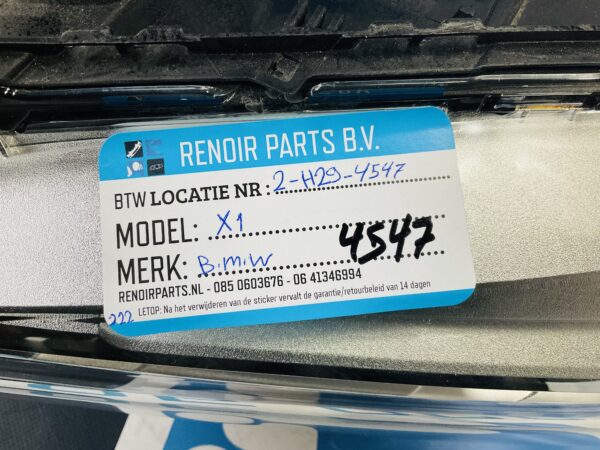 RENOIR PARTS B.V.
BTW LOCATIE NR : 2-H29-4547
MODEL: X1
4547
MERK: B.M.W
RENOIRPARTS.NL - 085 0603676 - 06 41346994
222 LETOP: Na het verwijderen van de sticker vervalt de garantie/retourbeleid van 14 dagen